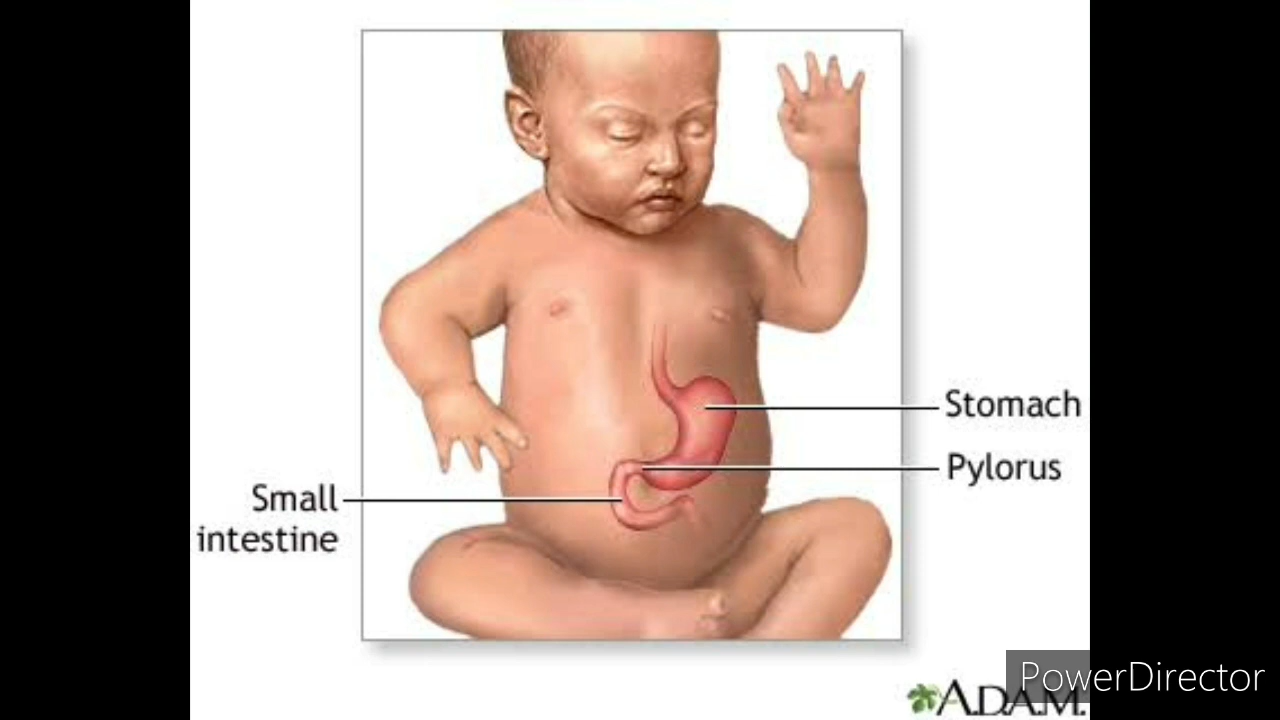 Stomach
Pylorus
Small
intestine
PowerDirector
A.D.A.M.